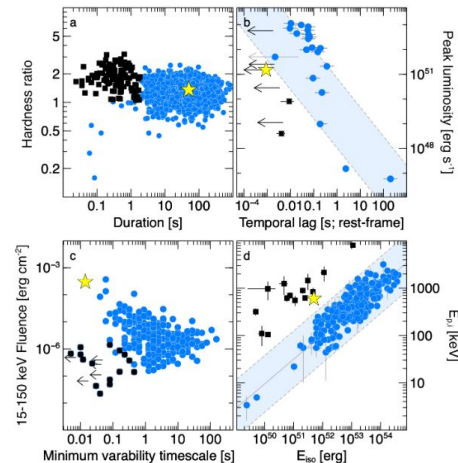 a
5
2
1
0.5
0.2
Hardness ratio
0.1 1 10 100
Duration [s]
b
10⁵¹
10⁴⁸
Peak luminosity [erg s⁻¹]
10⁻⁴ 0.01 1 100
Temporal lag [s; rest-frame]
c
10⁻³
10⁻⁶
15-150 keV Fluence [erg cm⁻²]
0.01 0.1 1 10 100
Minimum varability timescale [s]
d
1000
100
E_p,i [keV]
10⁵⁰ 10⁵¹ 10⁵² 10⁵³ 10⁵⁴
E_iso [erg]